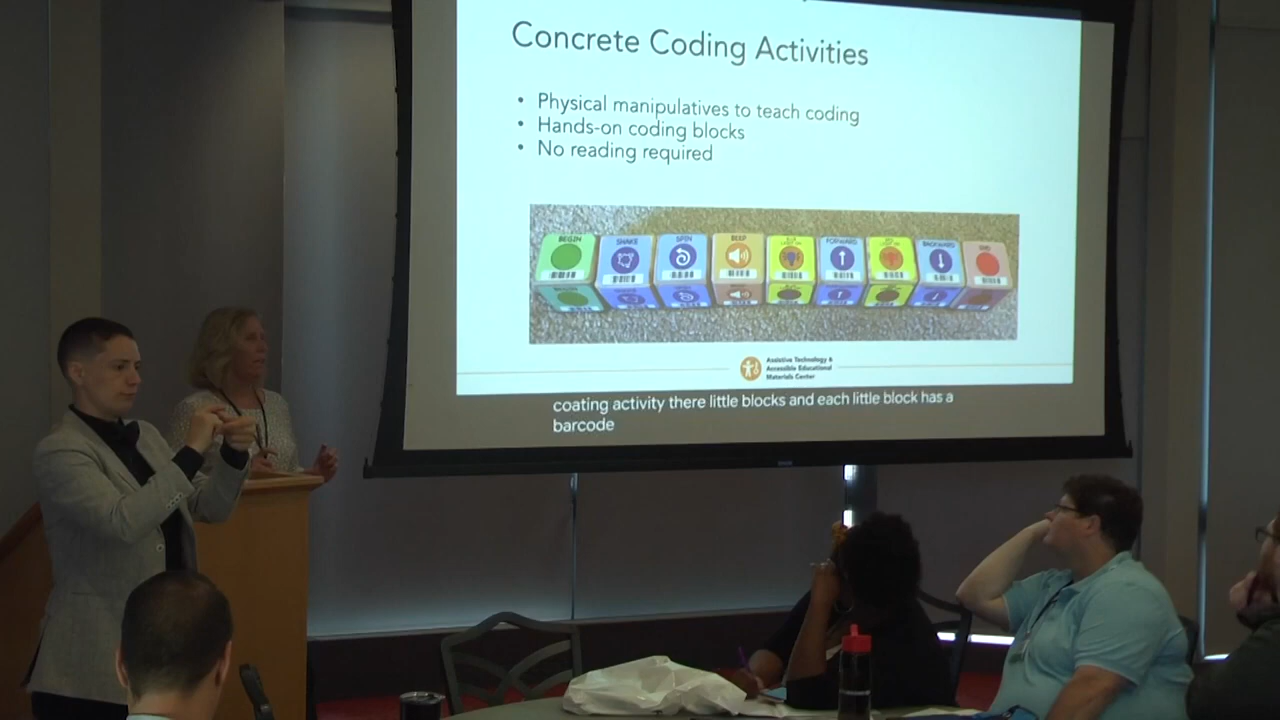 Concrete Coding Activities
• Physical manipulatives to teach coding
• Hands-on coding blocks
• No reading required
BEGIN
SHAKE
SPIN
BEEP
FORWARD
BACKWARD
END
Assistive Technology &
Accessible Educational
Materials Center
coating activity there little blocks and each little block has a
barcode